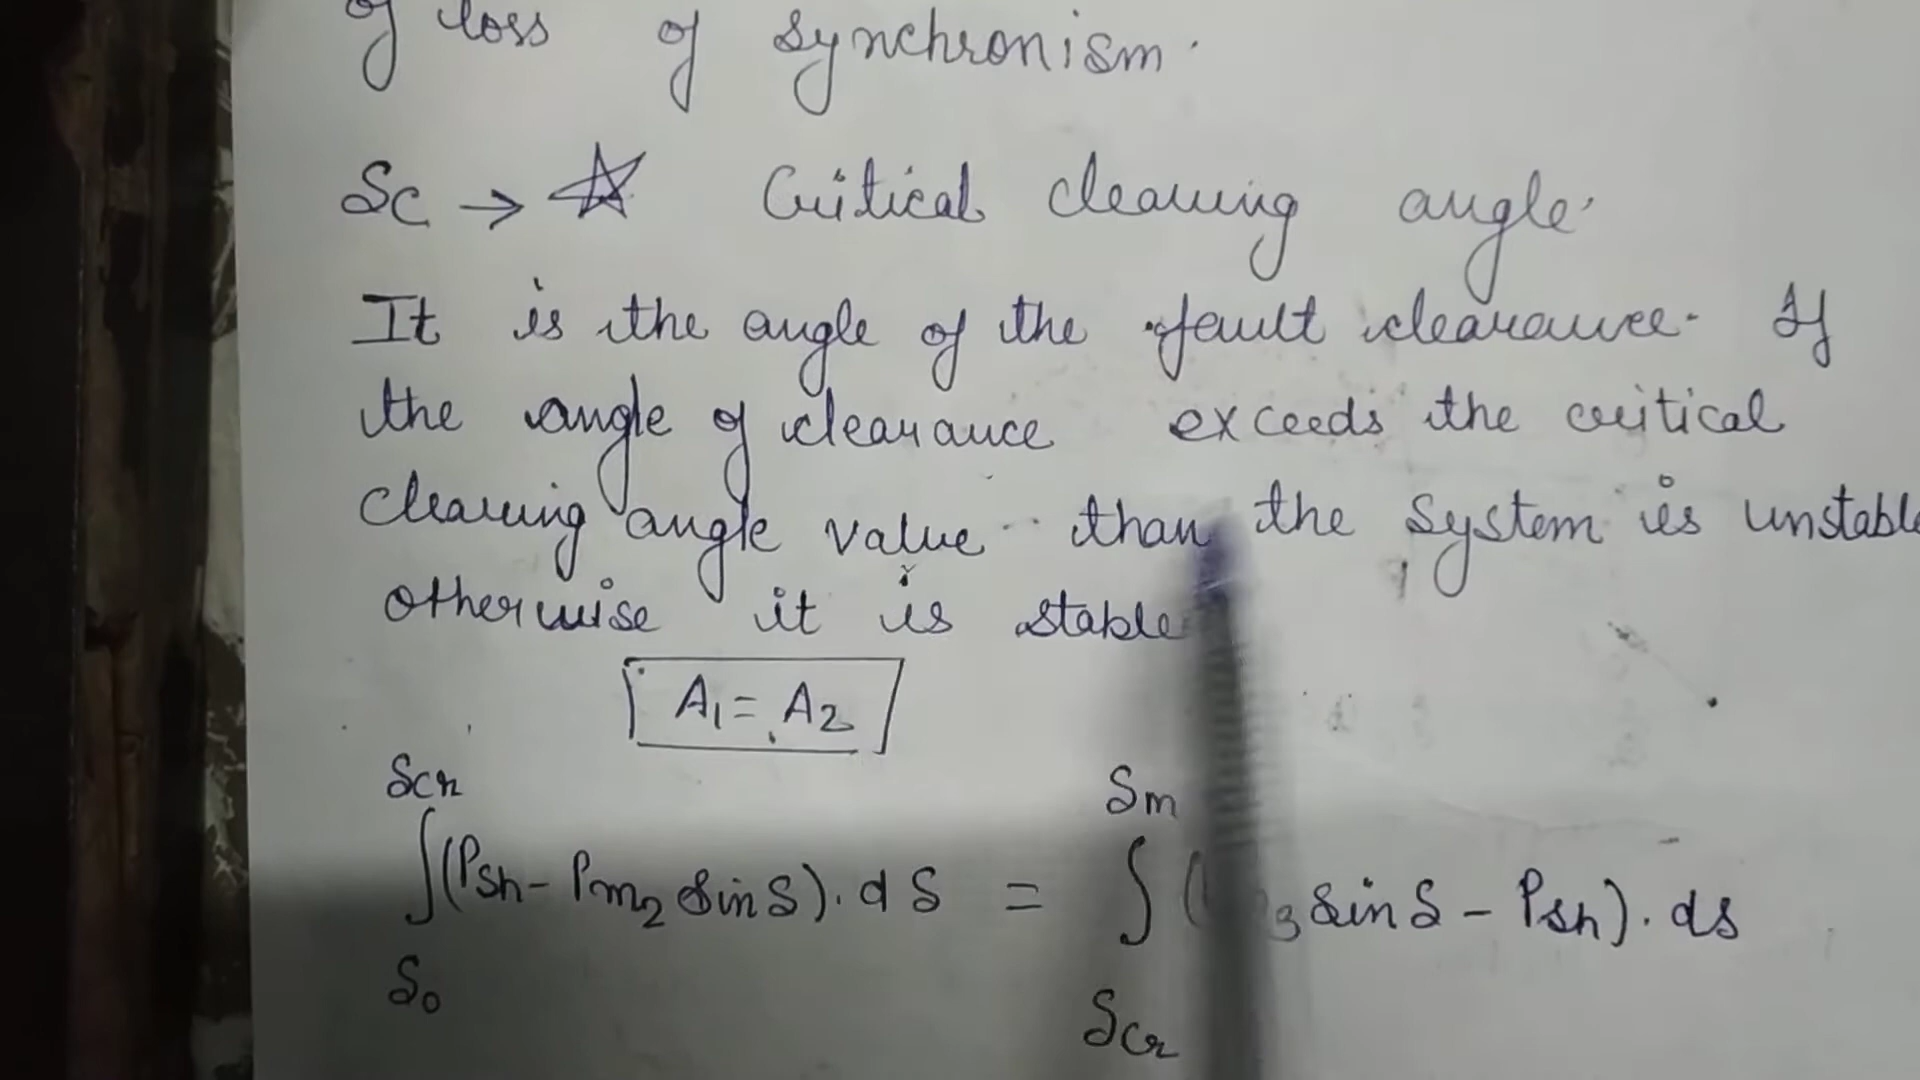 of loss of synchronism.
δc → ☆ Critical clearing angle.
It is the angle of the fault clearance. If
the angle of clearance exceeds the critical
clearing angle value than the system is unstable
otherwise it is stable
A₁ = A₂
δcr
δm
∫(Psh - Pm₂ sin δ). dδ = ∫( ₃ sin δ - Psh). dδ
δ₀
δcr